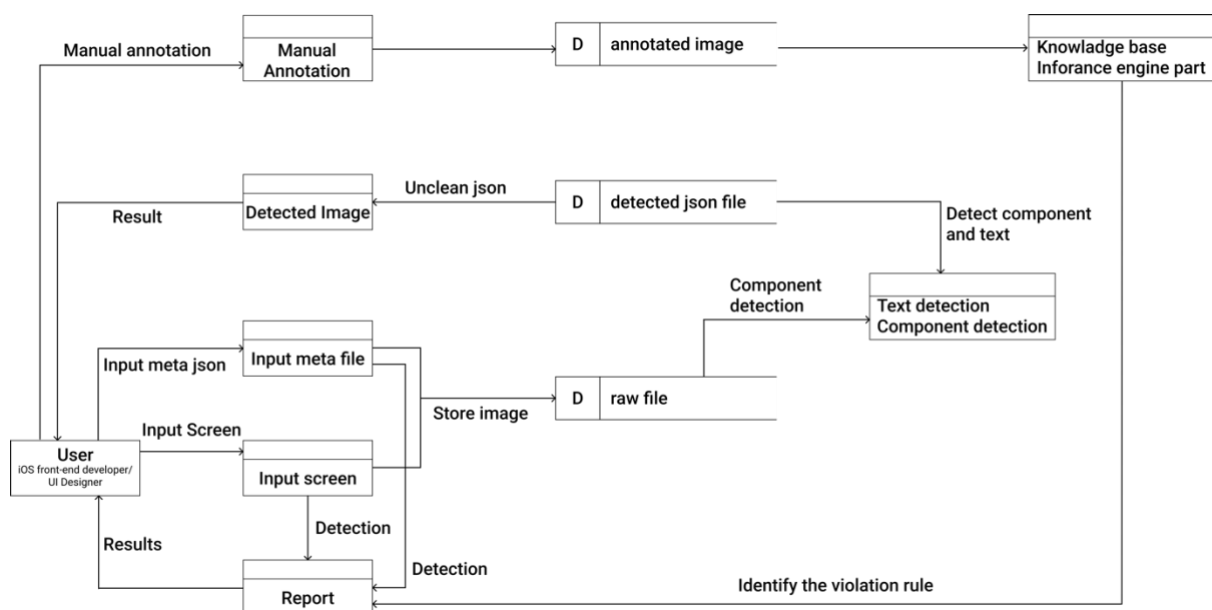 Manual annotation
Manual
Annotation
D
annotated image
Knowladge base
Inforance engine part
Unclean json
Result
Detected Image
D
detected json file
Detect component
and text
Component
detection
Text detection
Component detection
Input meta json
Input meta file
Store image
D
raw file
Input Screen
User
iOS front-end developer/
UI Designer
Input screen
Detection
Results
Detection
Report
Identify the violation rule